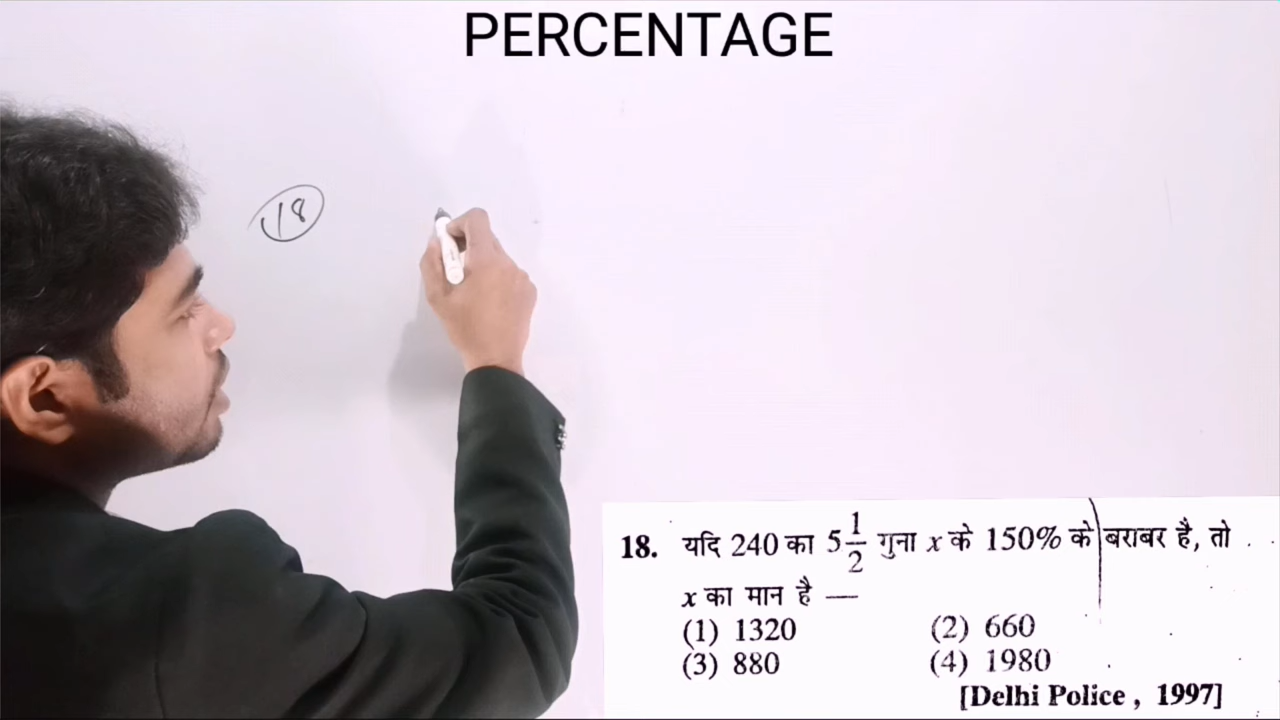 PERCENTAGE
18
18. यदि 240 का 5 1/2 गुना x के 150% के बराबर है, तो
x का मान है —
(1) 1320 (2) 660
(3) 880 (4) 1980
[Delhi Police, 1997]